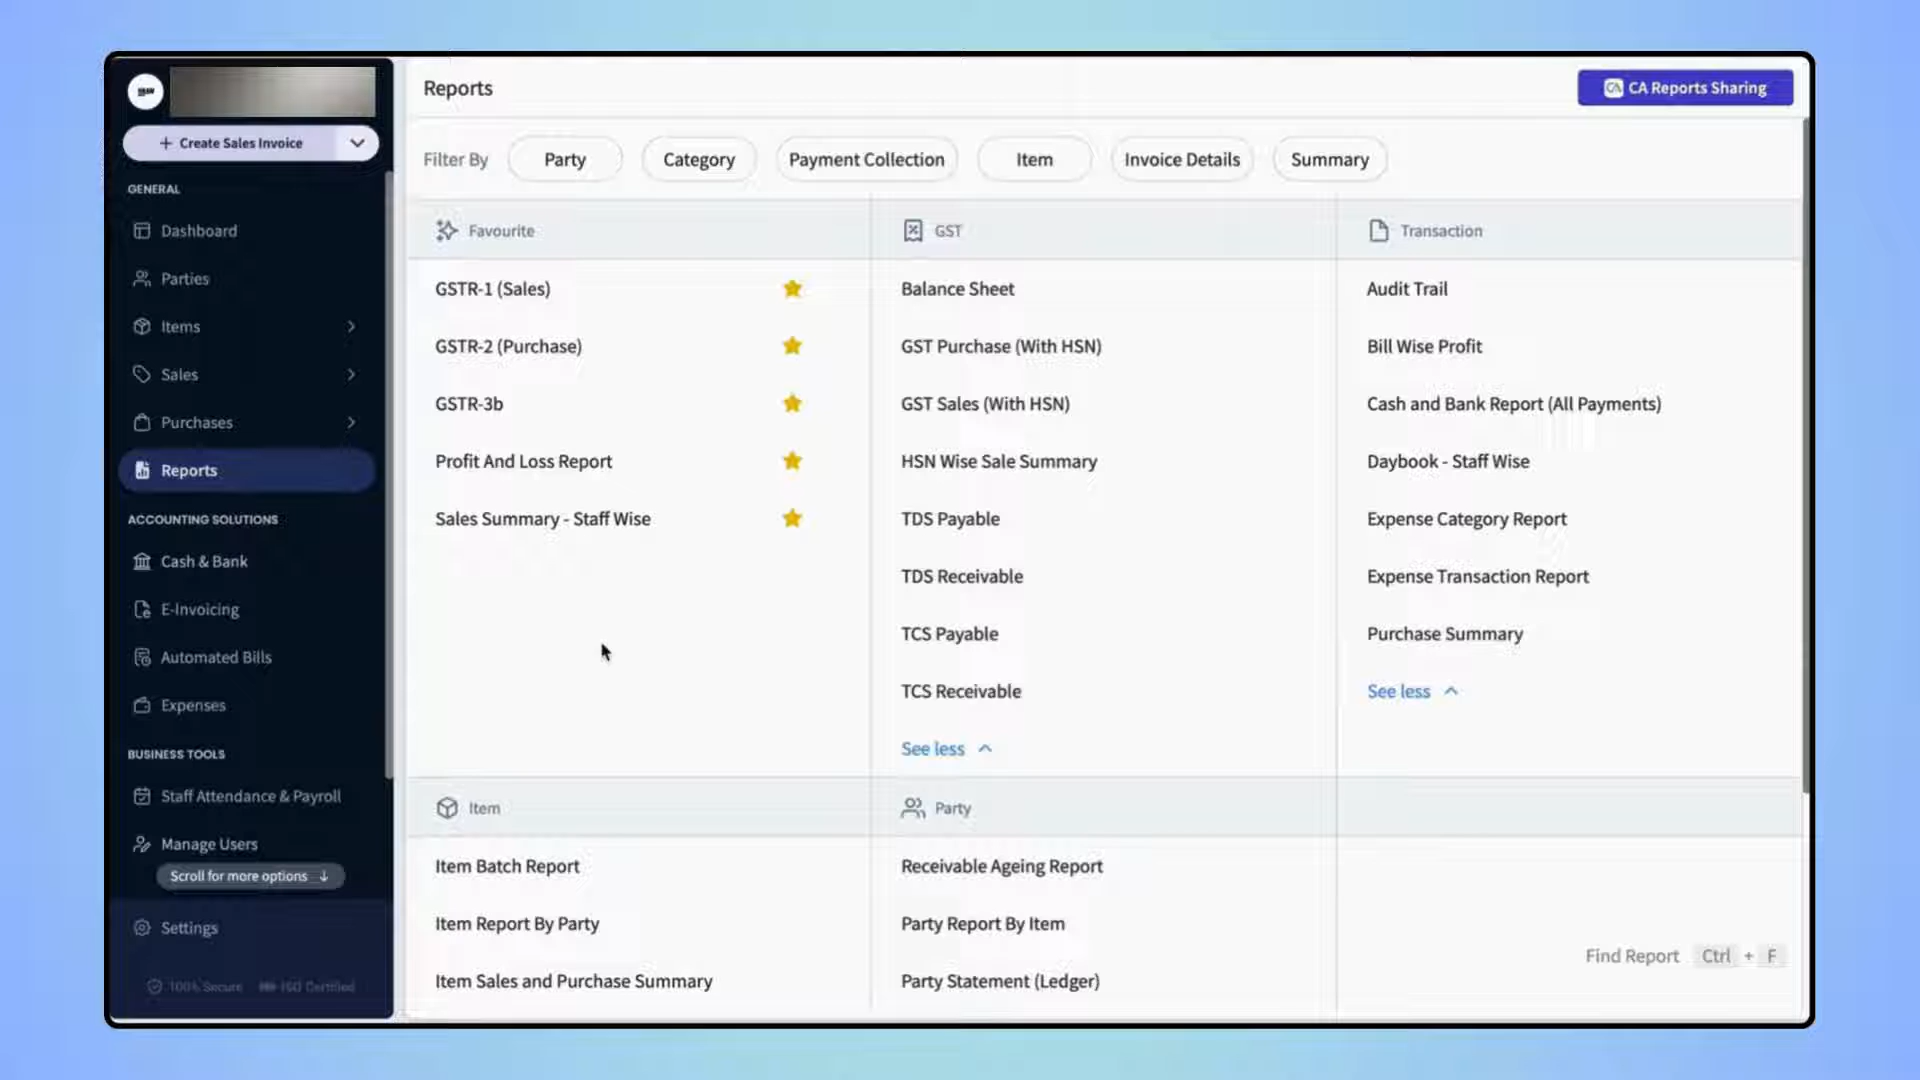 Create Sales Invoice
GENERAL
Dashboard
Parties
Items
Sales
Purchases
Reports
ACCOUNTING SOLUTIONS
Cash & Bank
E-Invoicing
Automated Bills
Expenses
BUSINESS TOOLS
Staff Attendance & Payroll
Manage Users
Scroll for more options
Settings
100% Secure ISO Certified
Reports
CA Reports Sharing
Filter By Party Category Payment Collection Item Invoice Details Summary
Favourite
GSTR-1 (Sales)
GSTR-2 (Purchase)
GSTR-3b
Profit And Loss Report
Sales Summary - Staff Wise
GST
Balance Sheet
GST Purchase (With HSN)
GST Sales (With HSN)
HSN Wise Sale Summary
TDS Payable
TDS Receivable
TCS Payable
TCS Receivable
See less
Transaction
Audit Trail
Bill Wise Profit
Cash and Bank Report (All Payments)
Daybook - Staff Wise
Expense Category Report
Expense Transaction Report
Purchase Summary
See less
Item
Item Batch Report
Item Report By Party
Item Sales and Purchase Summary
Party
Receivable Ageing Report
Party Report By Item
Party Statement (Ledger)
Find Report Ctrl + F